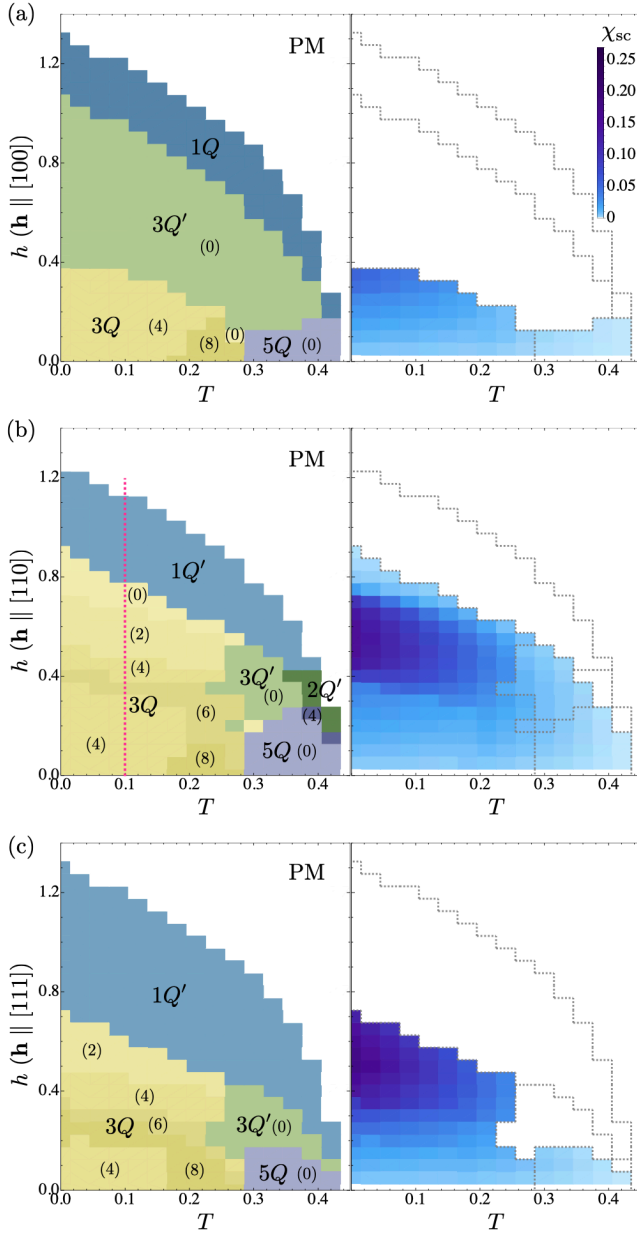 (a)
PM
χsc
0.25
0.20
0.15
0.10
0.05
0
1.2
0.8
0.4
0.0
h (h ∥ [100])
1Q
3Q′
(0)
3Q
(4)
(8)
(0)
5Q (0)
0.0 0.1 0.2 0.3 0.4
T
0.1 0.2 0.3 0.4
T
(b)
PM
1.2
0.8
0.4
0.0
h (h ∥ [110])
1Q′
(0)
(2)
(4)
3Q
(6)
(4)
(8)
3Q′
(0)
2Q′
(4)
5Q (0)
0.0 0.1 0.2 0.3 0.4
T
0.1 0.2 0.3 0.4
T
(c)
PM
1.2
0.8
0.4
0.0
h (h ∥ [111])
1Q′
(2)
(4)
3Q (6)
(4)
(8)
3Q′(0)
5Q (0)
0.0 0.1 0.2 0.3 0.4
T
0.1 0.2 0.3 0.4
T